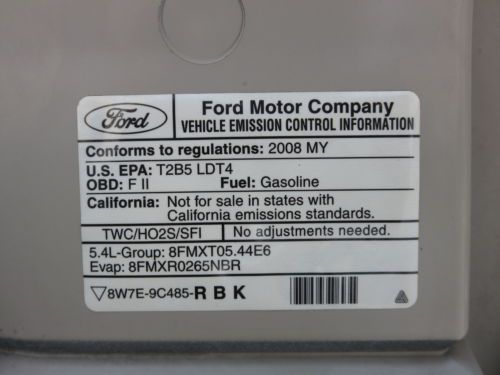 Ford
Ford Motor Company
VEHICLE EMISSION CONTROL INFORMATION
Conforms to regulations: 2008 MY
U.S. EPA: T2B5 LDT4
OBD: F II Fuel: Gasoline
California: Not for sale in states with
California emissions standards.
TWC/HO2S/SFI No adjustments needed.
5.4L-Group: 8FMXT05.44E6
Evap: 8FMXR0265NBR
▽8W7E-9C485-R B K